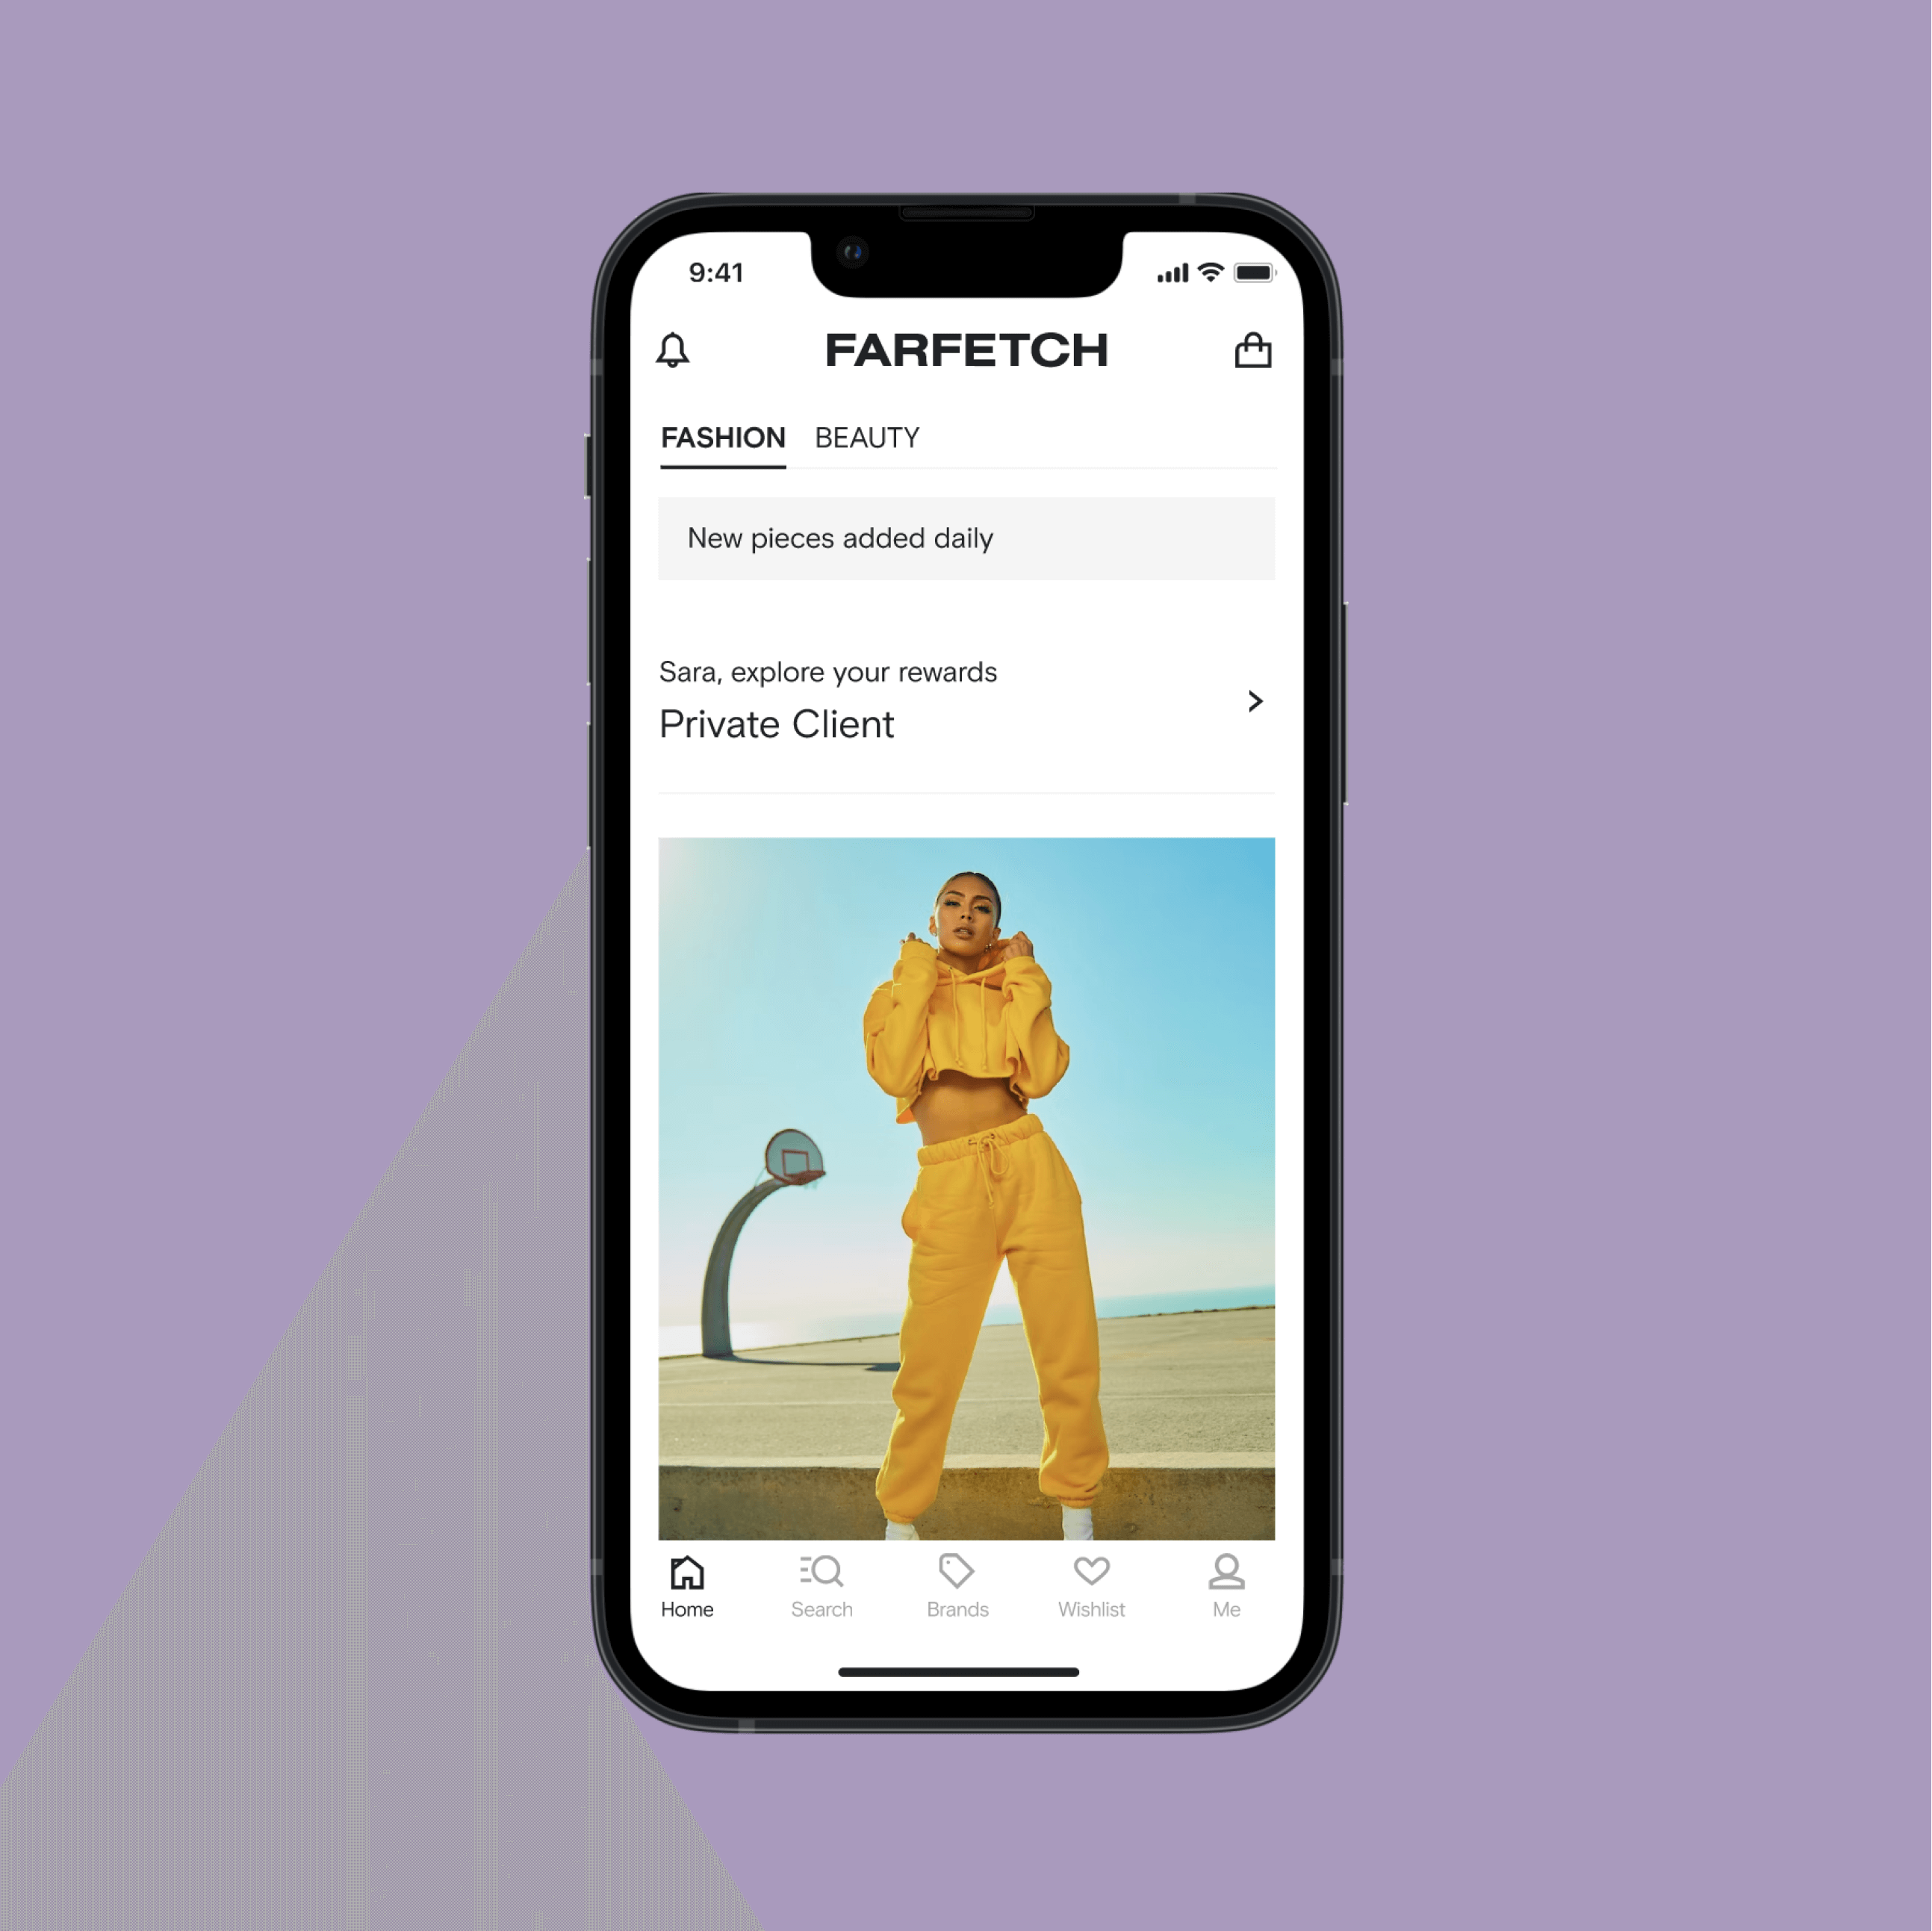 9:41
FARFETCH
FASHION BEAUTY
New pieces added daily
Sara, explore your rewards
Private Client
Home Search Brands Wishlist Me